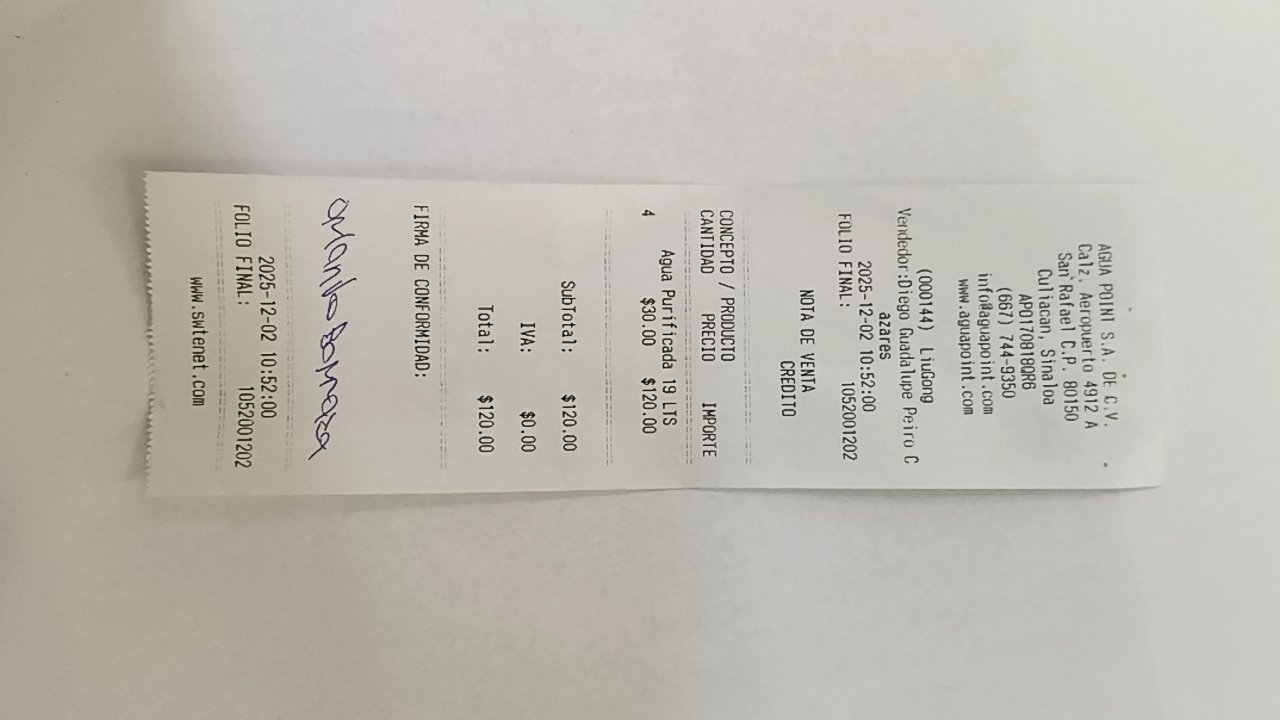 AGUA POINT S.A. DE C.V.
Calz. Aeropuerto 4912 A
San Rafael C.P. 80150
Culiacan, Sinaloa
APO170818QR6
(667) 744-9350
info@aguapoint.com
www.aguapoint.com
(000144) LiuGong
Vendedor:Diego Guadalupe Peiro C
azares
2025-12-02 10:52:00
FOLIO FINAL: 1052001202
NOTA DE VENTA
CREDITO
CONCEPTO / PRODUCTO
CANTIDAD PRECIO IMPORTE
Agua Purificada 19 LTS
4 $30.00 $120.00
SubTotal: $120.00
IVA: $0.00
Total: $120.00
FIRMA DE CONFORMIDAD:
2025-12-02 10:52:00
FOLIO FINAL: 1052001202
www.swtenet.com